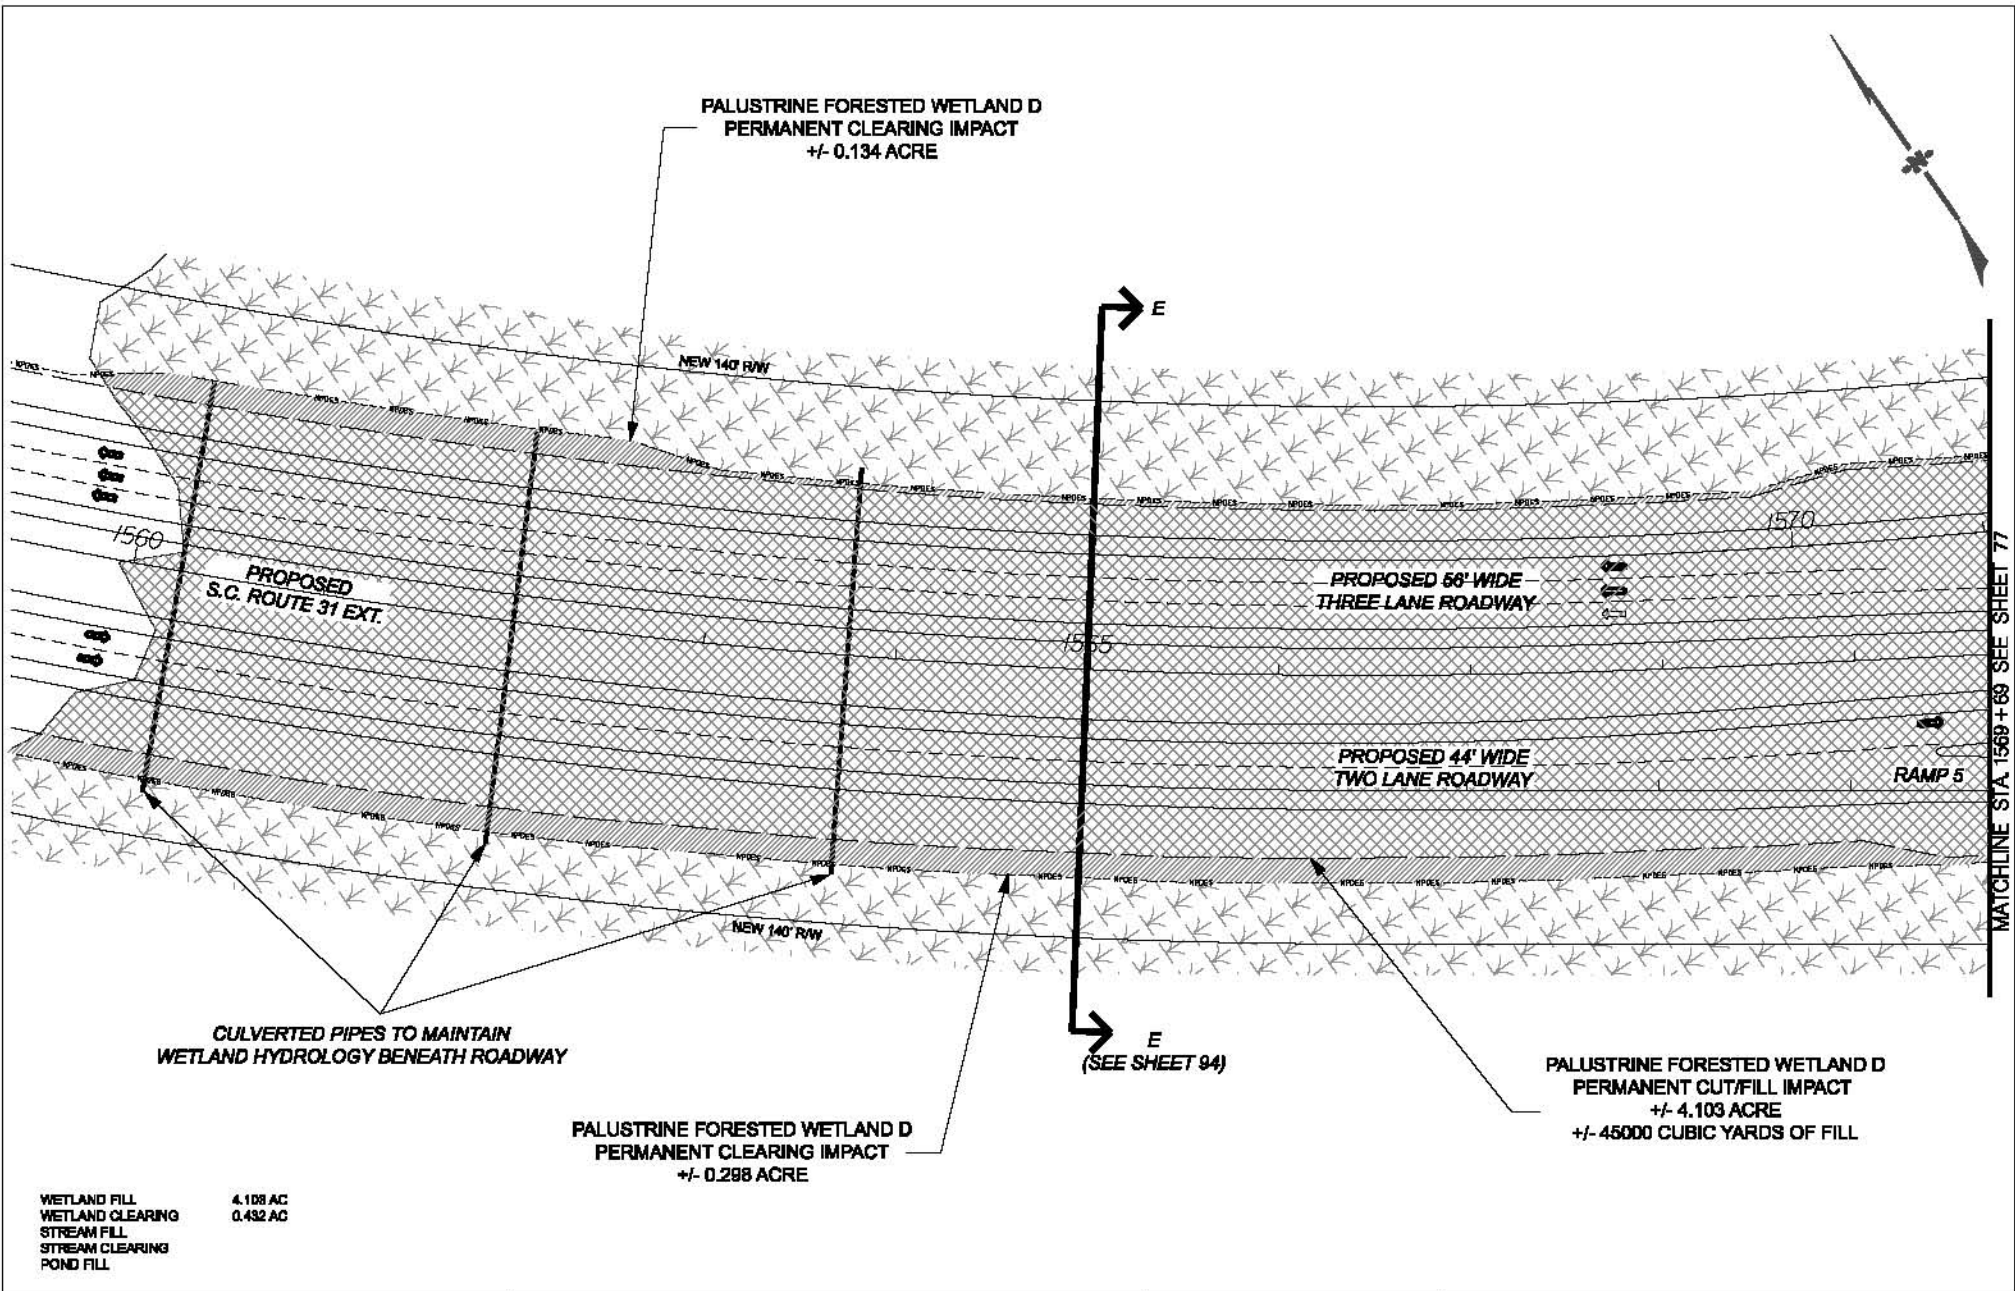 PALUSTRINE FORESTED WETLAND D
PERMANENT CLEARING IMPACT
+/- 0.134 ACRE
E
NEW 140' R/W
NPDES
1560
PROPOSED
S.C. ROUTE 31 EXT.
1565
1570
PROPOSED 56' WIDE
THREE LANE ROADWAY
PROPOSED 44' WIDE
TWO LANE ROADWAY
RAMP 5
MATCHLINE STA. 1569+69 SEE SHEET 77
NEW 140' R/W
CULVERTED PIPES TO MAINTAIN
WETLAND HYDROLOGY BENEATH ROADWAY
E
(SEE SHEET 94)
PALUSTRINE FORESTED WETLAND D
PERMANENT CUT/FILL IMPACT
+/- 4.103 ACRE
+/- 45000 CUBIC YARDS OF FILL
PALUSTRINE FORESTED WETLAND D
PERMANENT CLEARING IMPACT
+/- 0.298 ACRE
WETLAND FILL 4.103 AC
WETLAND CLEARING 0.432 AC
STREAM FILL
STREAM CLEARING
POND FILL